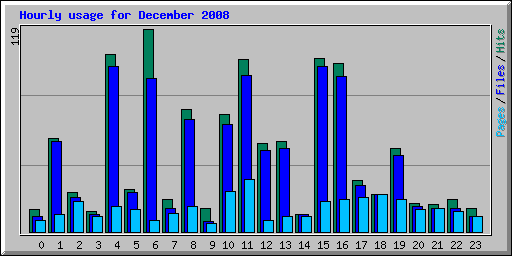 Hourly usage for December 2008
119
Pages / Files / Hits
0 1 2 3 4 5 6 7 8 9 10 11 12 13 14 15 16 17 18 19 20 21 22 23